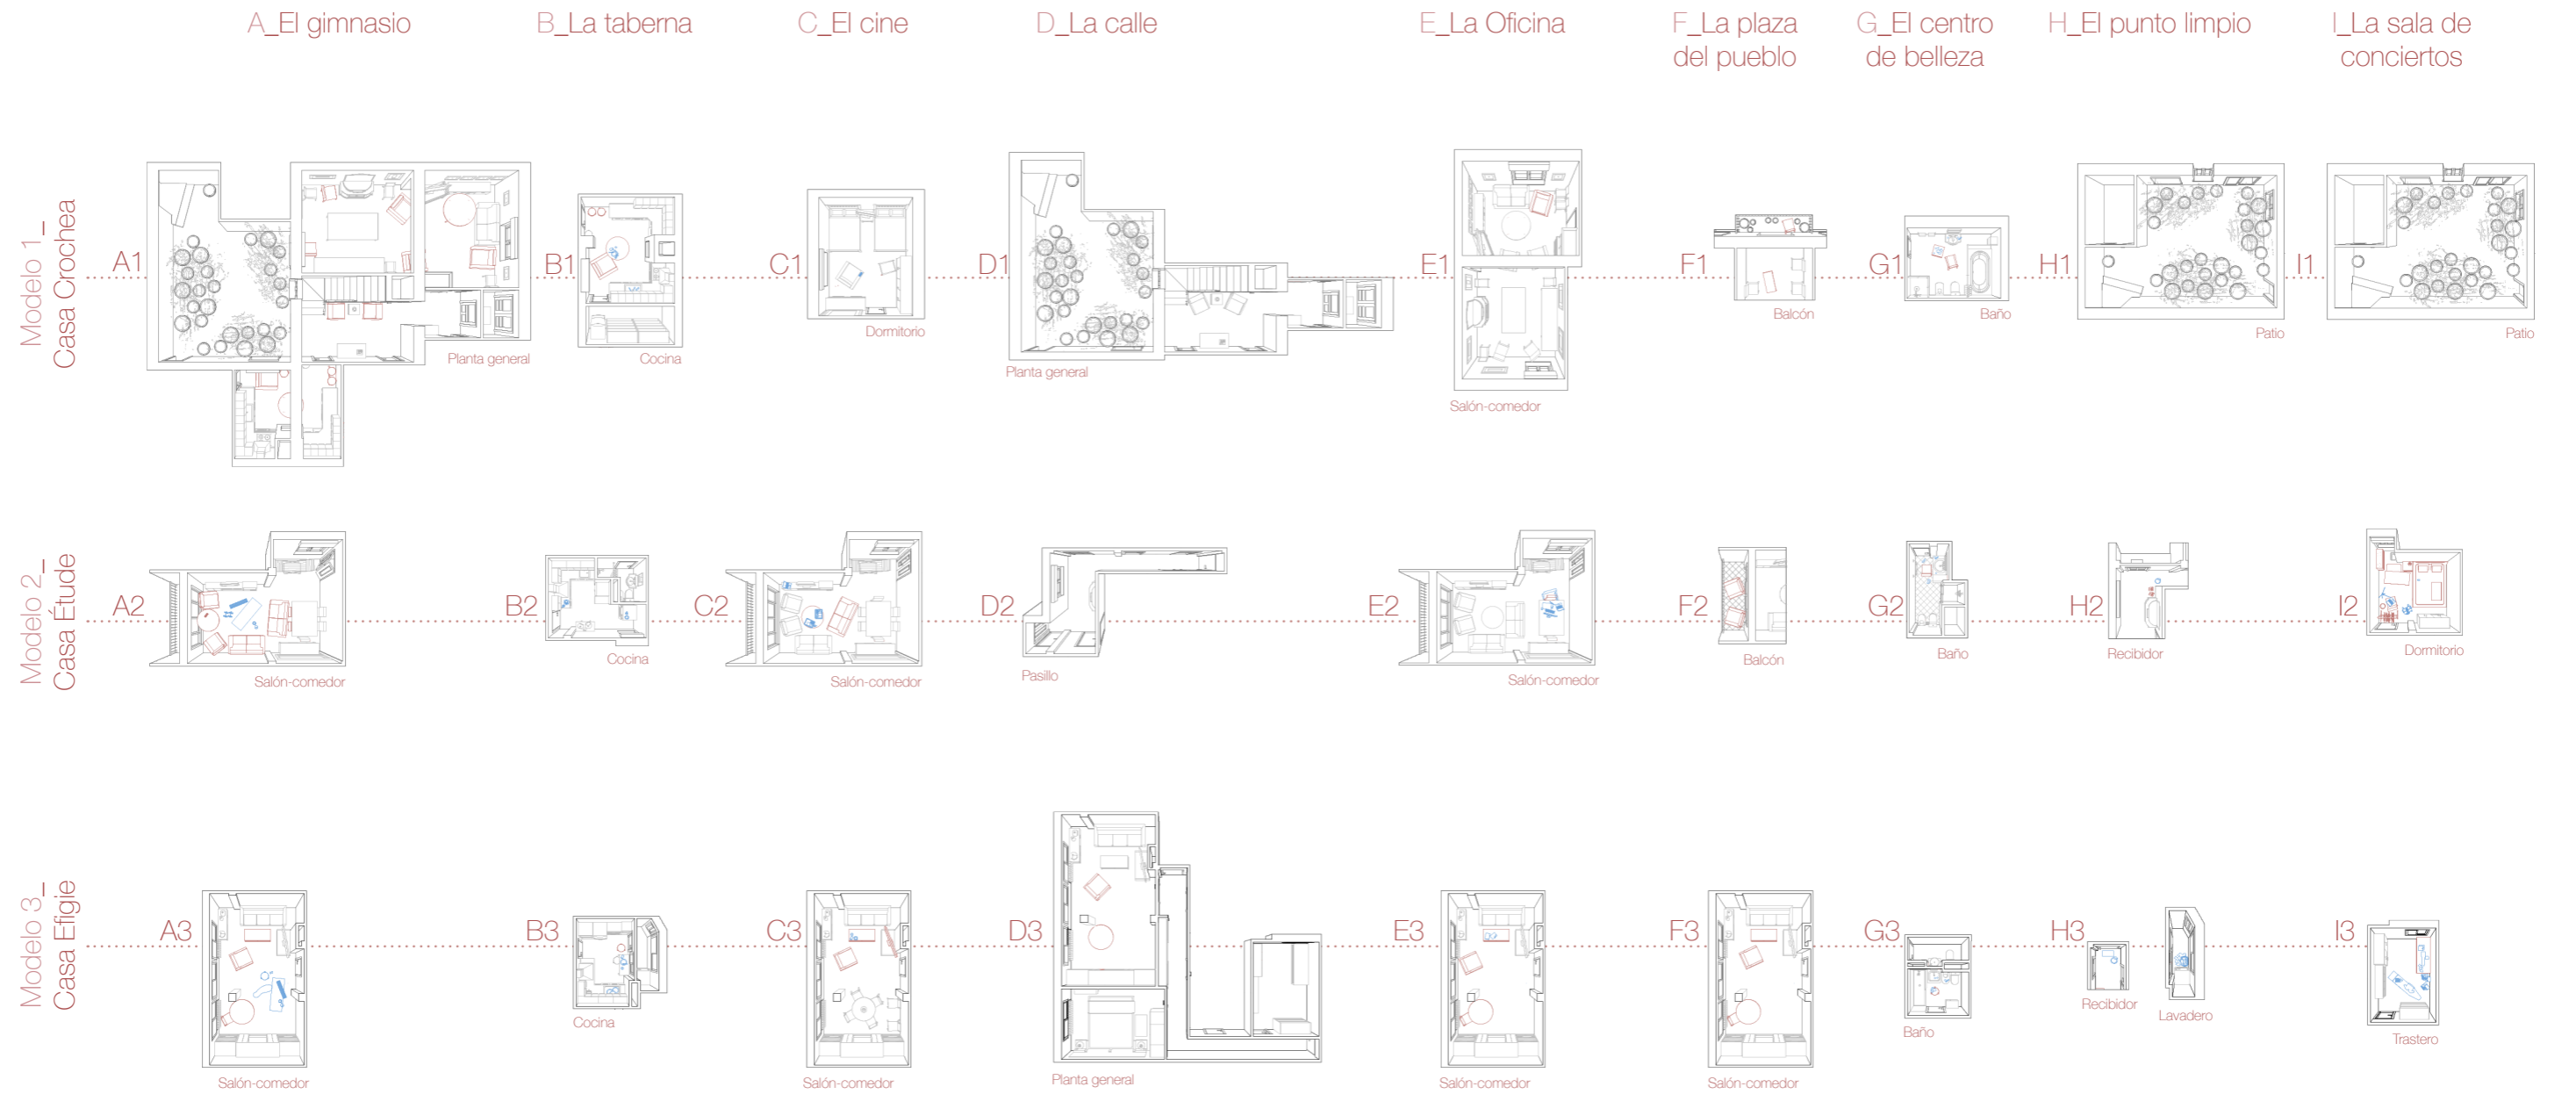 A_El gimnasio
B_La taberna
C_El cine
D_La calle
E_La Oficina
F_La plaza
del pueblo
G_El centro
de belleza
H_El punto limpio
I_La sala de
conciertos
Modelo 1_
Casa Crochea
A1
Planta general
B1
Cocina
C1
Dormitorio
D1
Planta general
E1
Salón-comedor
F1
Balcón
G1
Baño
H1
Patio
I1
Patio
Modelo 2_
Casa Étude
A2
Salón-comedor
B2
Cocina
C2
Salón-comedor
D2
Pasillo
E2
Salón-comedor
F2
Balcón
G2
Baño
H2
Recibidor
I2
Dormitorio
Modelo 3_
Casa Efigie
A3
Salón-comedor
B3
Cocina
C3
Salón-comedor
D3
Planta general
E3
Salón-comedor
F3
Salón-comedor
G3
Baño
H3
Recibidor
Lavadero
I3
Trastero